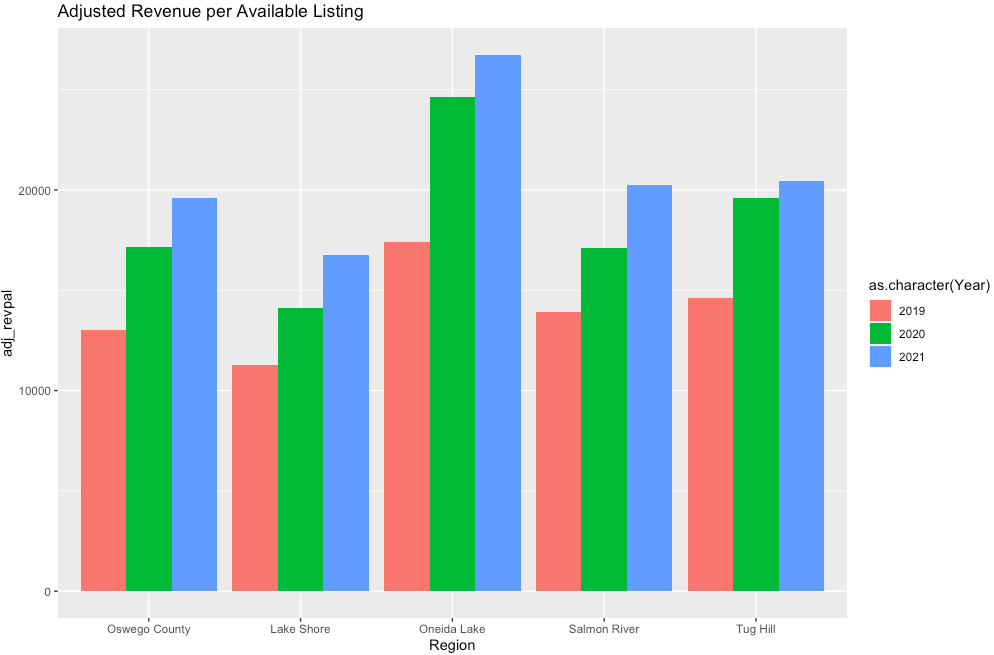 Adjusted Revenue per Available Listing
adj_revpal
20000
10000
0
Oswego County Lake Shore Oneida Lake Salmon River Tug Hill
Region
as.character(Year)
2019
2020
2021